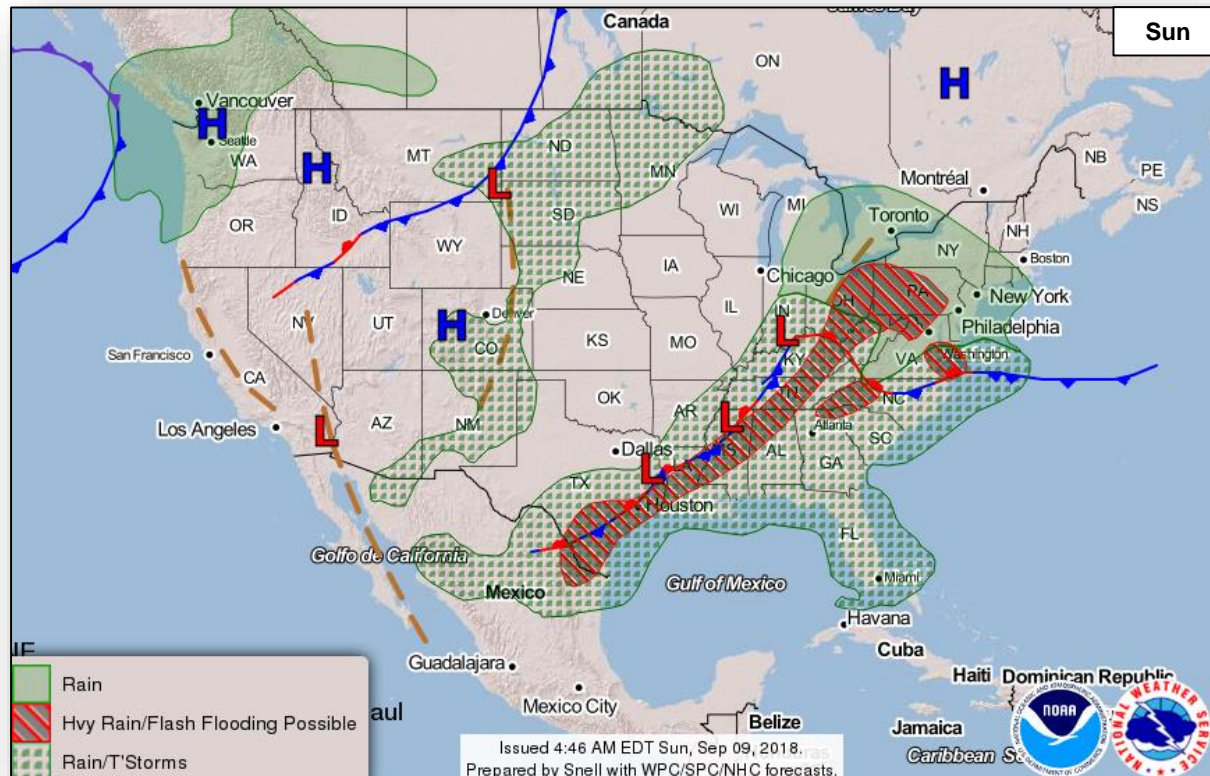 James Bay
Canada
Sun
ON
H
Vancouver
H
Seattle
WA
MT
ND
MN
NB
PE
Montréal
NS
H
L
OR
ID
SD
WI
MI
Toronto
NH
WY
NY
Boston
IA
Chicago
NE
PA
New York
NV
UT
H
Denver
CO
IL
IN
OH
L
Philadelphia
San Francisco
KS
MO
VA
Washington
KY
CA
OK
TN
NC
Los Angeles
L
AZ
NM
AR
L
Atlanta
SC
Dallas
L
LA
MS
AL
GA
TX
Houston
FL
Golfo de California
Mexico
Gulf of Mexico
Miami
Havana
Guadalajara
Cuba
Haiti
Dominican Republic
Mexico City
Belize
Jamaica
Rain
Hvy Rain/Flash Flooding Possible
Rain/T'Storms
aul
Issued 4:46 AM EDT Sun, Sep 09, 2018.
Prepared by Snell with WPC/SPC/NHC forecasts.
NOAA
NATIONAL WEATHER SERVICE